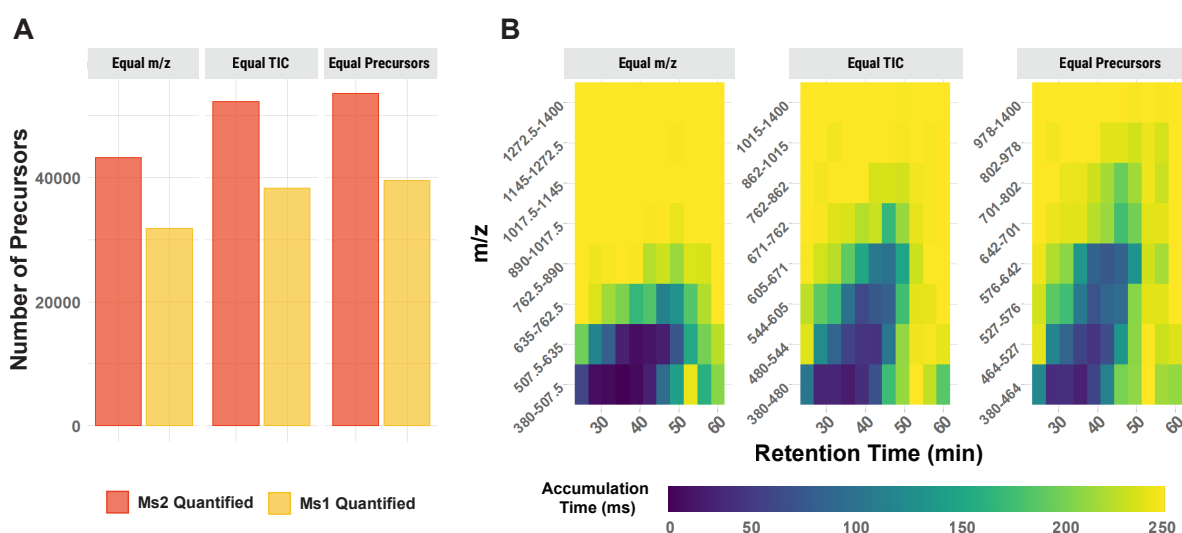 A
Equal m/z
Equal TIC
Equal Precursors
Number of Precursors
40000
20000
0
Ms2 Quantified
Ms1 Quantified
B
Equal m/z
Equal TIC
Equal Precursors
m/z
1272.5-1400
1145-1272.5
1017.5-1145
890-1017.5
762.5-890
635-762.5
507.5-635
380-507.5
1015-1400
862-1015
762-862
671-762
605-671
544-605
480-544
380-480
978-1400
802-978
701-802
642-701
576-642
527-576
464-527
380-464
30 40 50 60
30 40 50 60
30 40 50 60
Retention Time (min)
Accumulation
Time (ms)
0 50 100 150 200 250